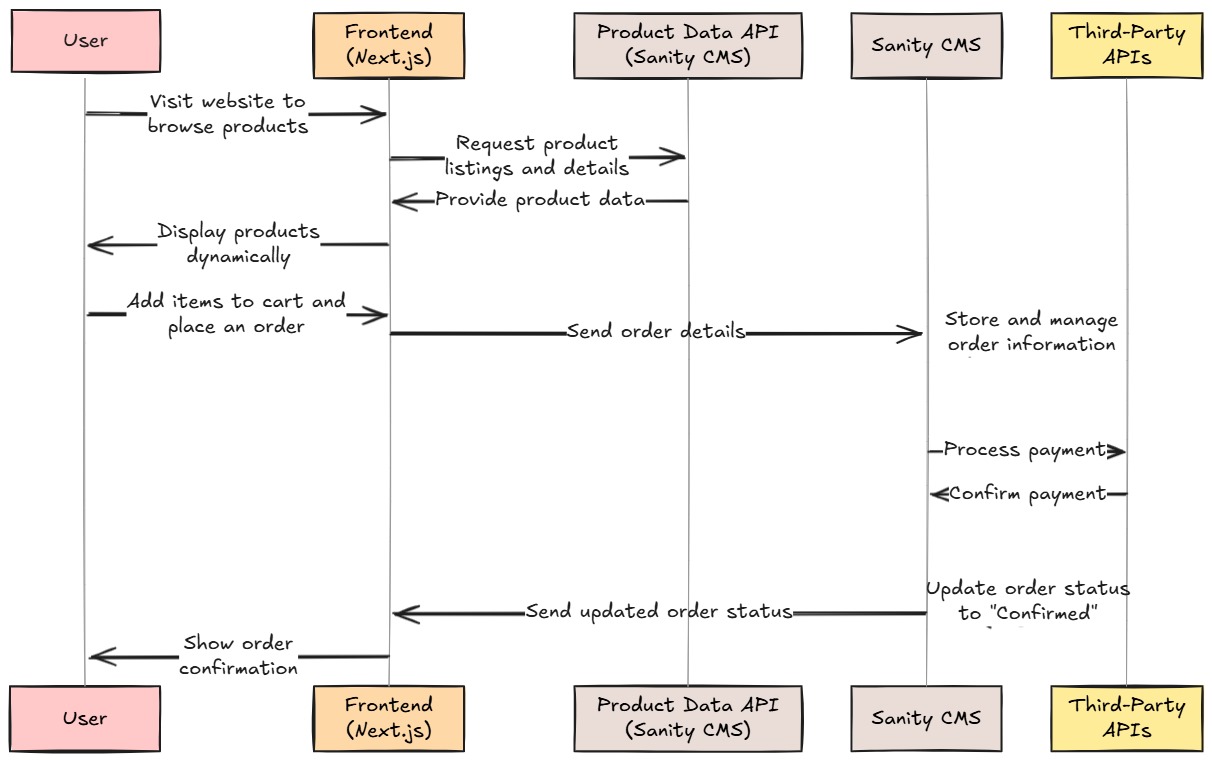 User
Frontend
(Next.js)
Product Data API
(Sanity CMS)
Sanity CMS
Third-Party
APIs
Visit website to
browse products
Request product
listings and details
Provide product data
Display products
dynamically
Add items to cart and
place an order
Send order details
Store and manage
order information
Process payment
Confirm payment
Update order status
to "Confirmed"
Send updated order status
Show order
confirmation
User
Frontend
(Next.js)
Product Data API
(Sanity CMS)
Sanity CMS
Third-Party
APIs